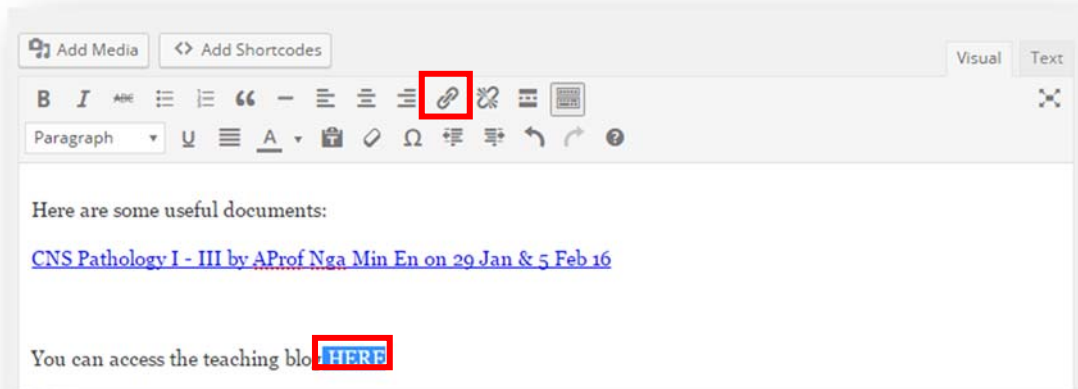 Add Media <> Add Shortcodes
Visual Text
B I ABC
Paragraph U A T Ω ?
Here are some useful documents:
CNS Pathology I - III by AProf Nga Min En on 29 Jan & 5 Feb 16
You can access the teaching blog HERE